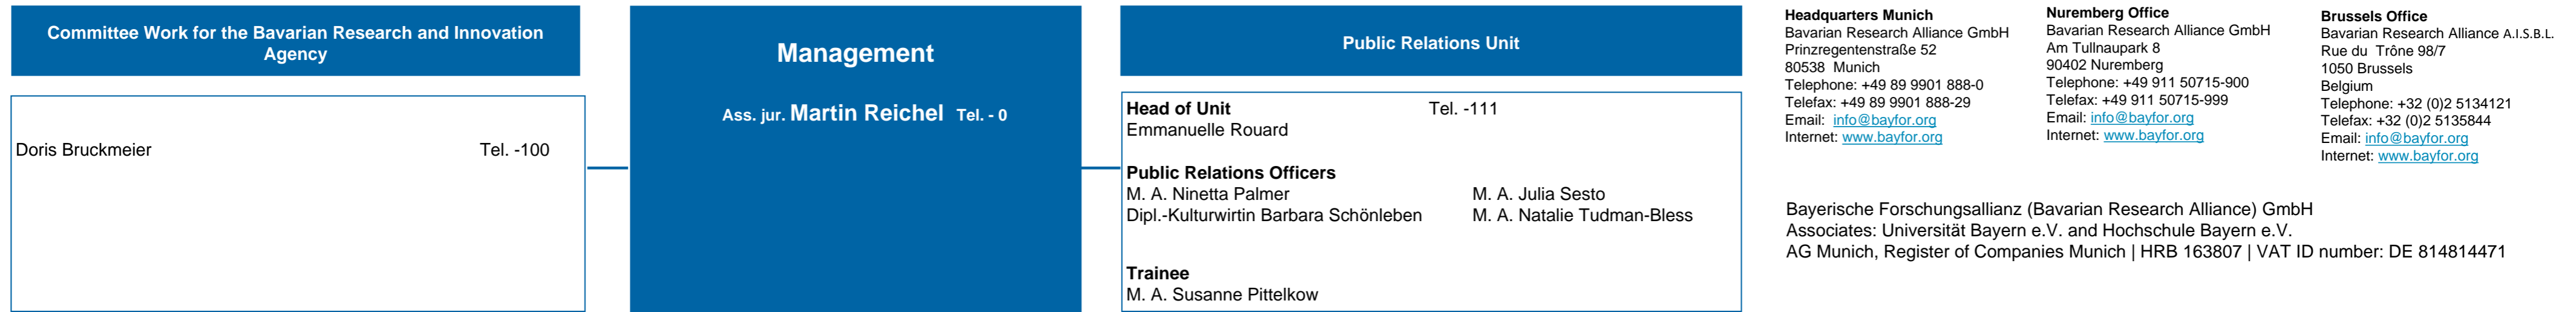 Committee Work for the Bavarian Research and Innovation
Agency
Doris Bruckmeier Tel. -100
Management
Ass. jur. Martin Reichel Tel. - 0
Public Relations Unit
Head of Unit Tel. -111
Emmanuelle Rouard
Public Relations Officers
M. A. Ninetta Palmer M. A. Julia Sesto
Dipl.-Kulturwirtin Barbara Schönleben M. A. Natalie Tudman-Bless
Trainee
M. A. Susanne Pittelkow
Headquarters Munich
Bavarian Research Alliance GmbH
Prinzregentenstraße 52
80538 Munich
Telephone: +49 89 9901 888-0
Telefax: +49 89 9901 888-29
Email: info@bayfor.org
Internet: www.bayfor.org
Nuremberg Office
Bavarian Research Alliance GmbH
Am Tullnaupark 8
90402 Nuremberg
Telephone: +49 911 50715-900
Telefax: +49 911 50715-999
Email: info@bayfor.org
Internet: www.bayfor.org
Brussels Office
Bavarian Research Alliance A.I.S.B.L.
Rue du Trône 98/7
1050 Brussels
Belgium
Telephone: +32 (0)2 5134121
Telefax: +32 (0)2 5135844
Email: info@bayfor.org
Internet: www.bayfor.org
Bayerische Forschungsallianz (Bavarian Research Alliance) GmbH
Associates: Universität Bayern e.V. and Hochschule Bayern e.V.
AG Munich, Register of Companies Munich | HRB 163807 | VAT ID number: DE 814814471